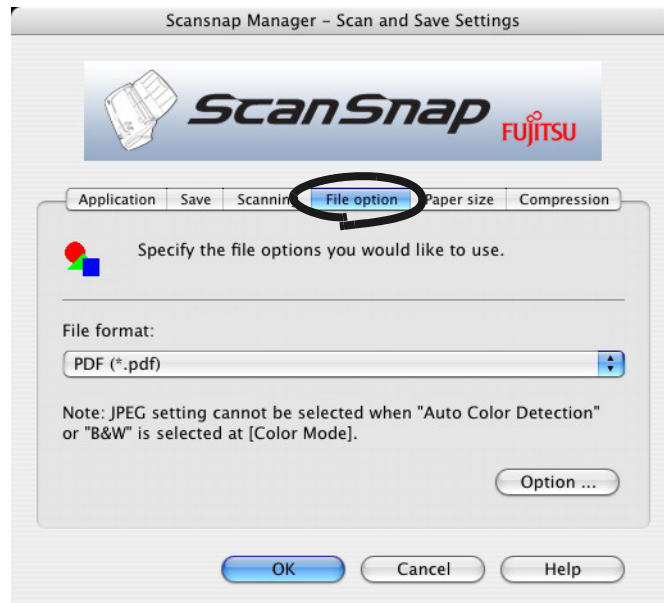 Scansnap Manager – Scan and Save Settings
ScanSnap
FUJITSU
Application Save Scanning File option Paper size Compression
Specify the file options you would like to use.
File format:
PDF (*.pdf)
Note: JPEG setting cannot be selected when "Auto Color Detection"
or "B&W" is selected at [Color Mode].
Option ...
OK Cancel Help